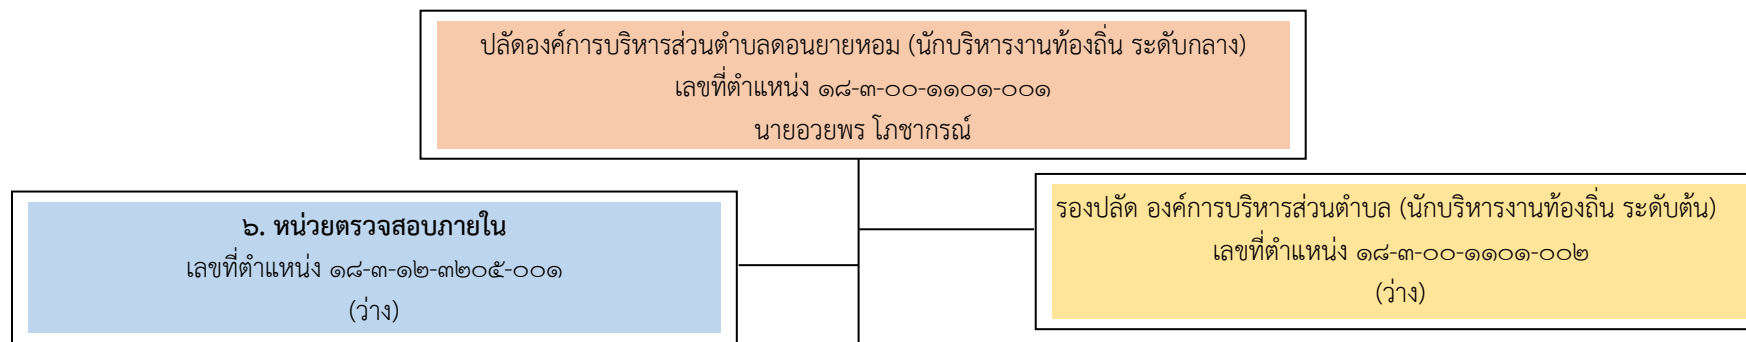 ปลัดองค์การบริหารส่วนตำบลดอนยายหอม (นักบริหารงานท้องถิ่น ระดับกลาง)
เลขที่ตำแหน่ง ๑๘-๓-๐๐-๑๑๐๑-๐๐๑
นายอวยพร โภชากรณ์
๖. หน่วยตรวจสอบภายใน
เลขที่ตำแหน่ง ๑๘-๓-๑๒-๓๒๐๕-๐๐๑
(ว่าง)
รองปลัด องค์การบริหารส่วนตำบล (นักบริหารงานท้องถิ่น ระดับต้น)
เลขที่ตำแหน่ง ๑๘-๓-๐๐-๑๑๐๑-๐๐๒
(ว่าง)